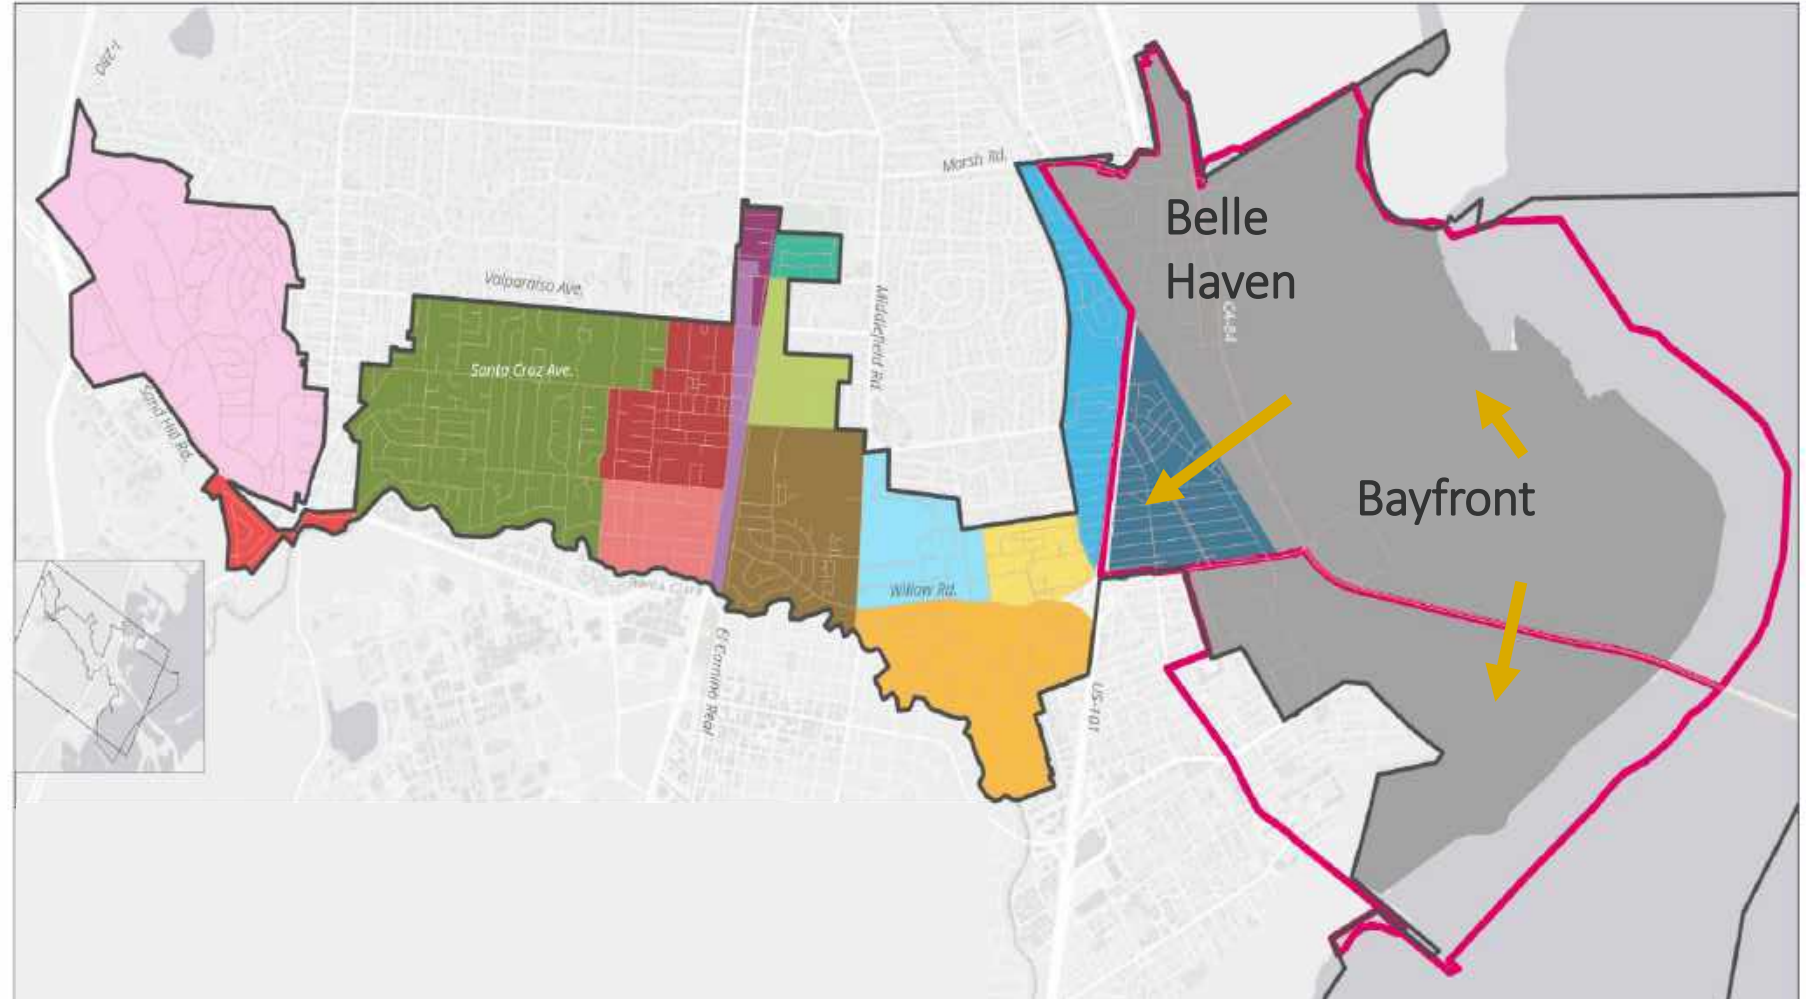 I-280
Marsh Rd.
Belle
Haven
Valparaiso Ave.
Middlefield Rd.
CA-84
Santa Cruz Ave.
Sand Hill Rd.
Bayfront
Willow Rd.
El Camino Real
US-101